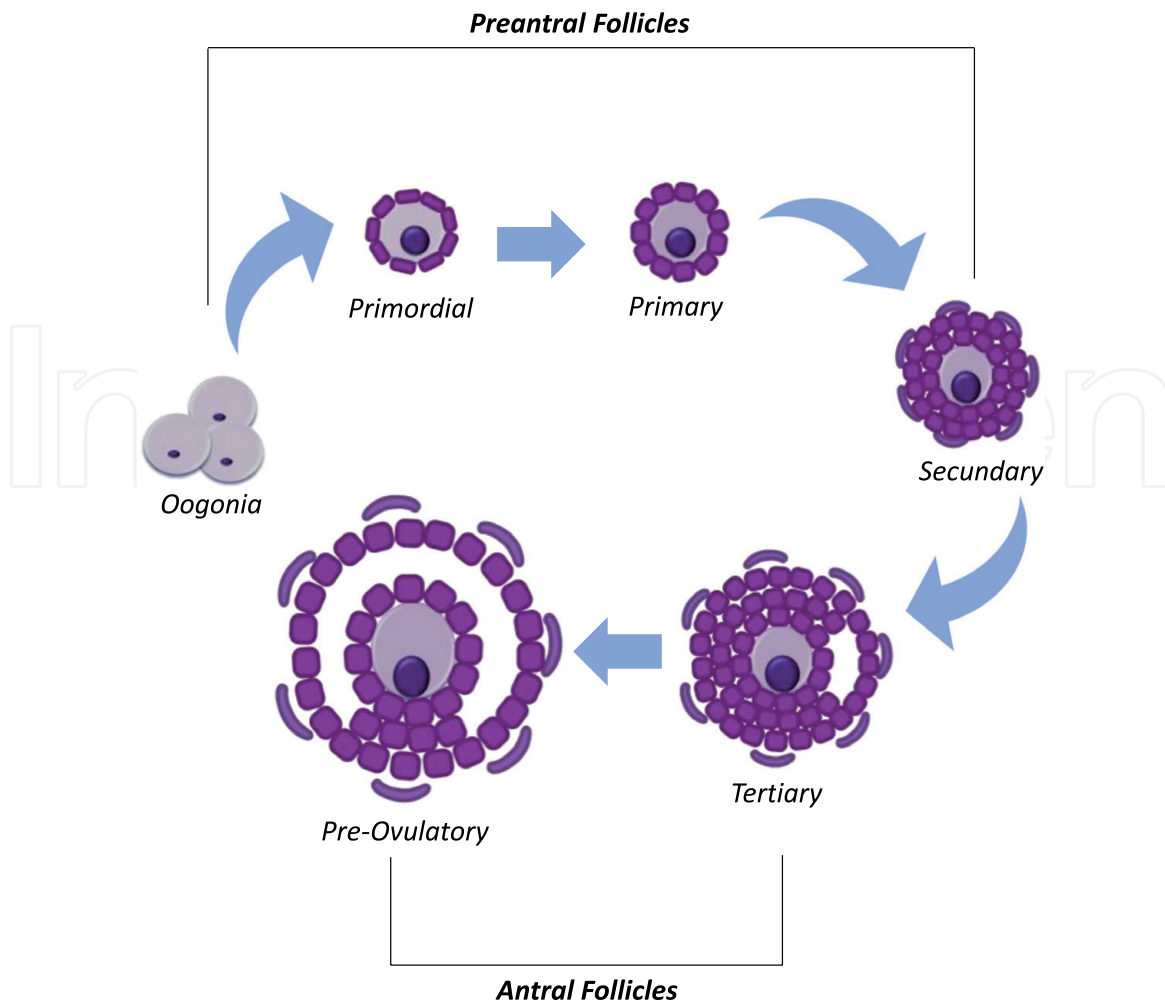 Preantral Follicles
Primordial
Primary
Secundary
Oogonia
Tertiary
Pre-Ovulatory
Antral Follicles